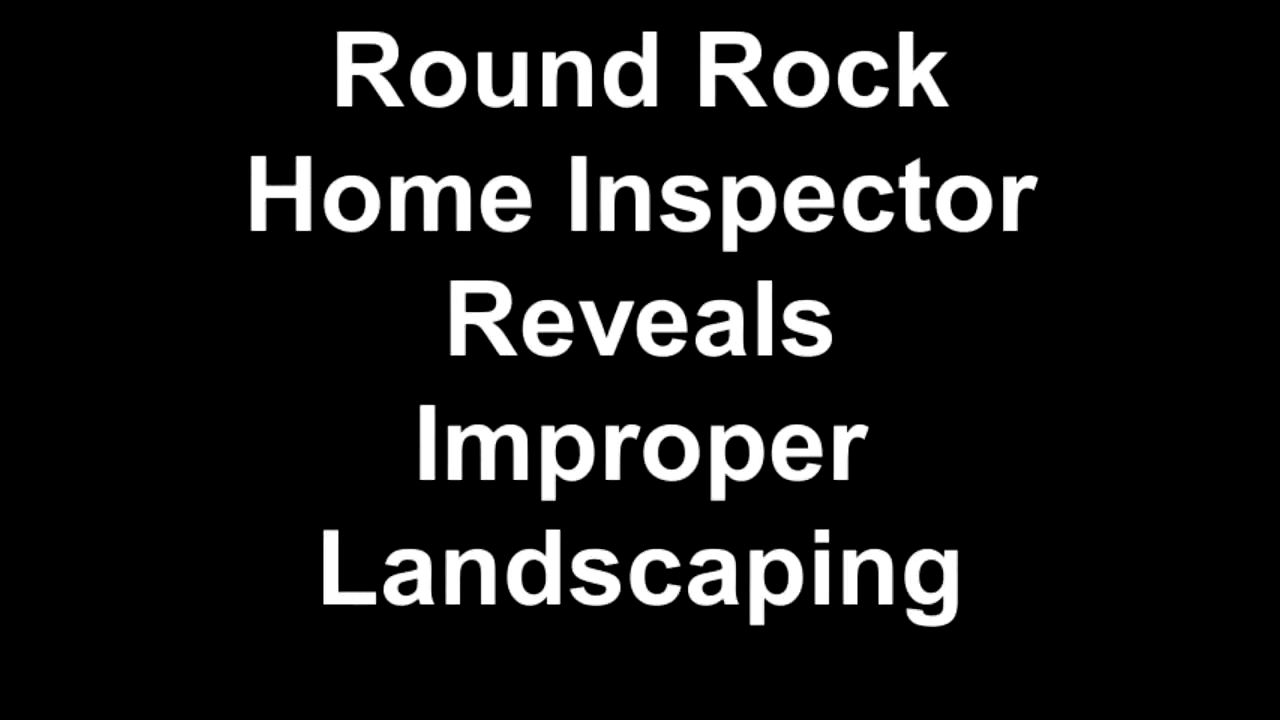 Round Rock
Home Inspector
Reveals
Improper
Landscaping